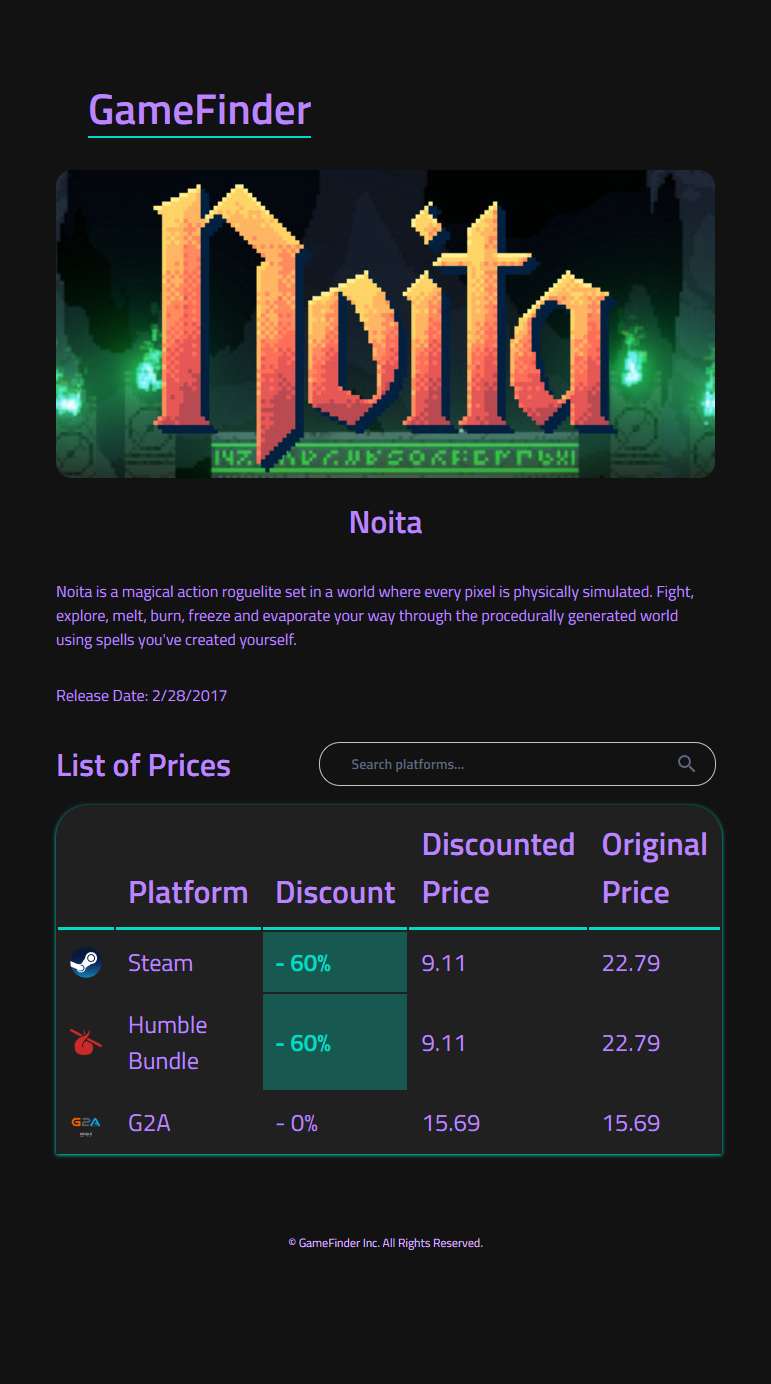 GameFinder
Noita
Noita
Noita is a magical action roguelite set in a world where every pixel is physically simulated. Fight,
explore, melt, burn, freeze and evaporate your way through the procedurally generated world
using spells you've created yourself.
Release Date: 2/28/2017
List of Prices
Search platforms...
Platform Discount Discounted Price Original Price
Steam - 60% 9.11 22.79
Humble Bundle - 60% 9.11 22.79
G2A G2A - 0% 15.69 15.69
© GameFinder Inc. All Rights Reserved.